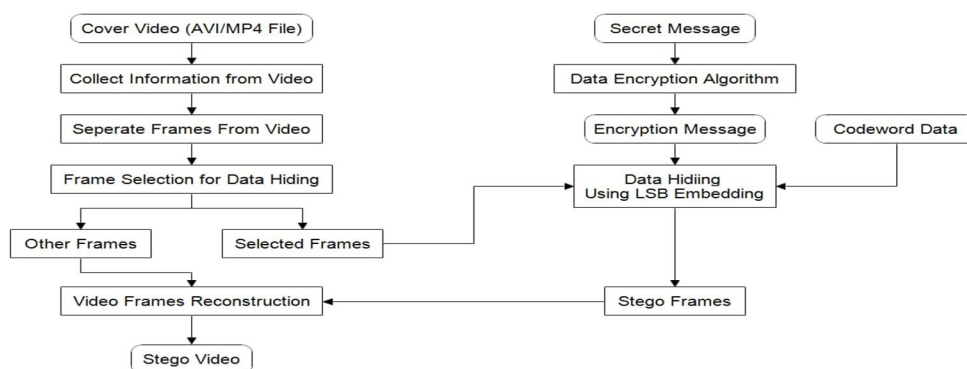 Cover Video (AVI/MP4 File)
Secret Message
Collect Information from Video
Data Encryption Algorithm
Seperate Frames From Video
Encryption Message
Codeword Data
Frame Selection for Data Hiding
Data Hidiing
Using LSB Embedding
Other Frames
Selected Frames
Video Frames Reconstruction
Stego Frames
Stego Video